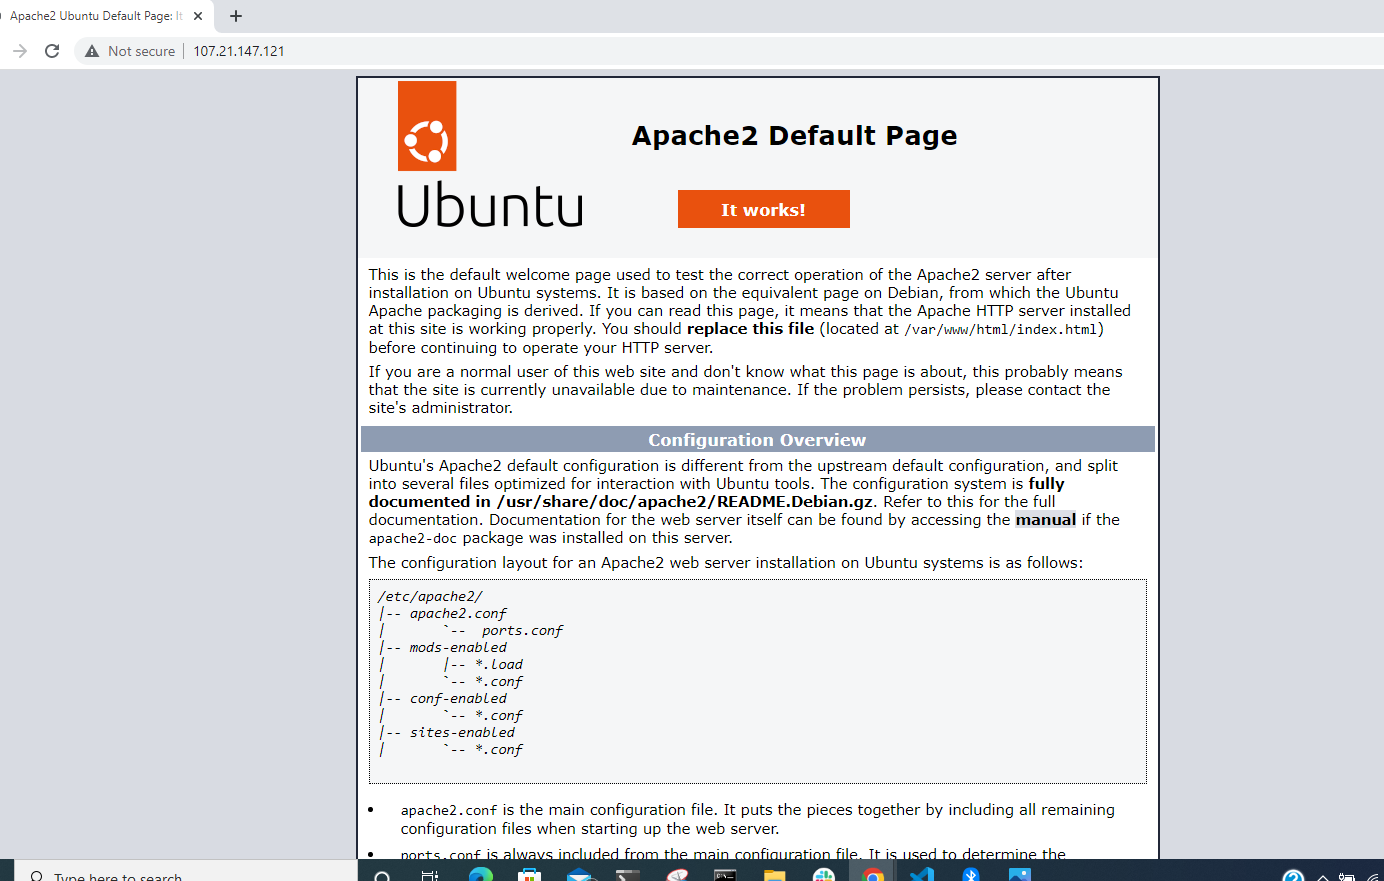 Apache2 Ubuntu Default Page: It
Not secure
107.21.147.121
Ubuntu
Apache2 Default Page
It works!
This is the default welcome page used to test the correct operation of the Apache2 server after
installation on Ubuntu systems. It is based on the equivalent page on Debian, from which the Ubuntu
Apache packaging is derived. If you can read this page, it means that the Apache HTTP server installed
at this site is working properly. You should replace this file (located at /var/www/html/index.html)
before continuing to operate your HTTP server.
If you are a normal user of this web site and don't know what this page is about, this probably means
that the site is currently unavailable due to maintenance. If the problem persists, please contact the
site's administrator.
Configuration Overview
Ubuntu's Apache2 default configuration is different from the upstream default configuration, and split
into several files optimized for interaction with Ubuntu tools. The configuration system is fully
documented in /usr/share/doc/apache2/README.Debian.gz. Refer to this for the full
documentation. Documentation for the web server itself can be found by accessing the manual if the
apache2-doc package was installed on this server.
The configuration layout for an Apache2 web server installation on Ubuntu systems is as follows:
/etc/apache2/
|-- apache2.conf
|       `--  ports.conf
|-- mods-enabled
|       |-- *.load
|       `-- *.conf
|-- conf-enabled
|       `-- *.conf
|-- sites-enabled
|       `-- *.conf
• apache2.conf is the main configuration file. It puts the pieces together by including all remaining
configuration files when starting up the web server.
• ports.conf is always included from the main configuration file. It is used to determine the
Type here to search